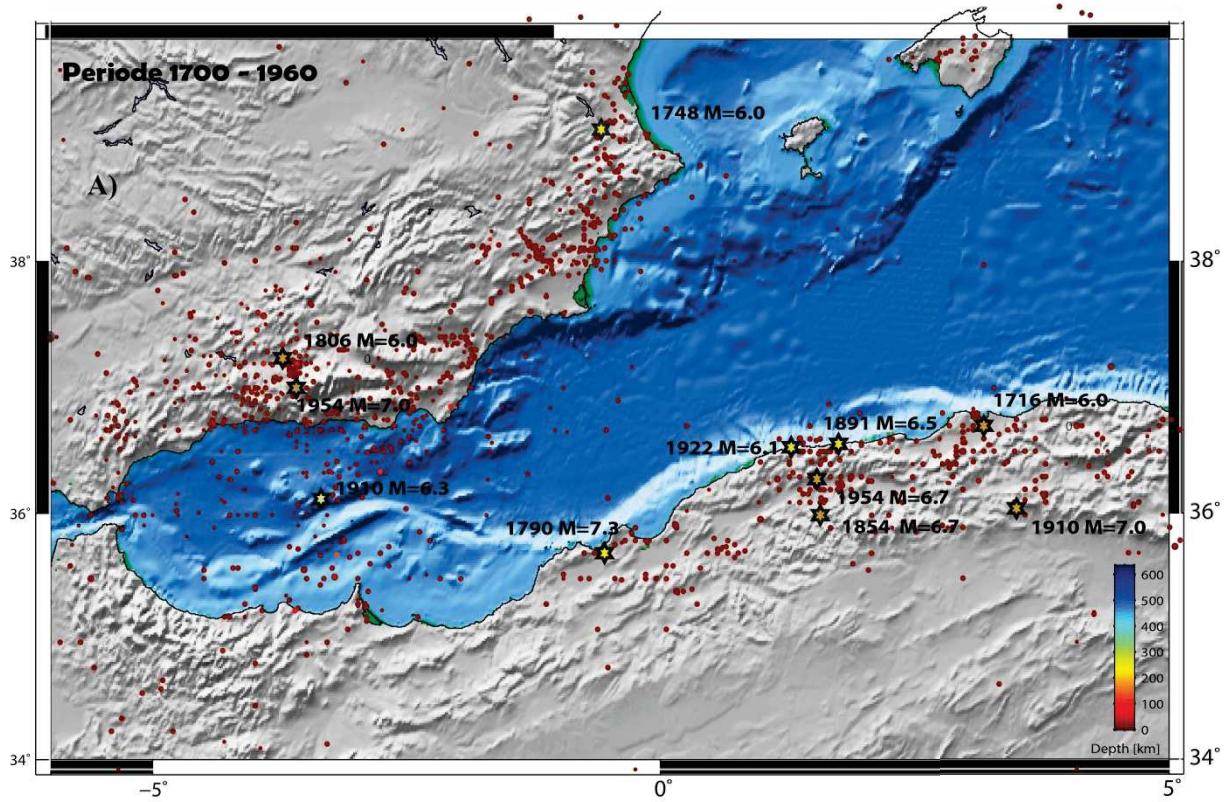 Periode 1700 - 1960
1748 M=6.0
A)
38°
38°
1806 M=6.0
0
1954 M=7.0
1716 M=6.0
0
1891 M=6.5
1922 M=6.1
1910 M=6.3
1954 M=6.7
36°
1790 M=7.3
1854 M=6.7
1910 M=7.0
36°
600
500
400
300
200
100
0
Depth [km]
34°
34°
−5°
0
5°